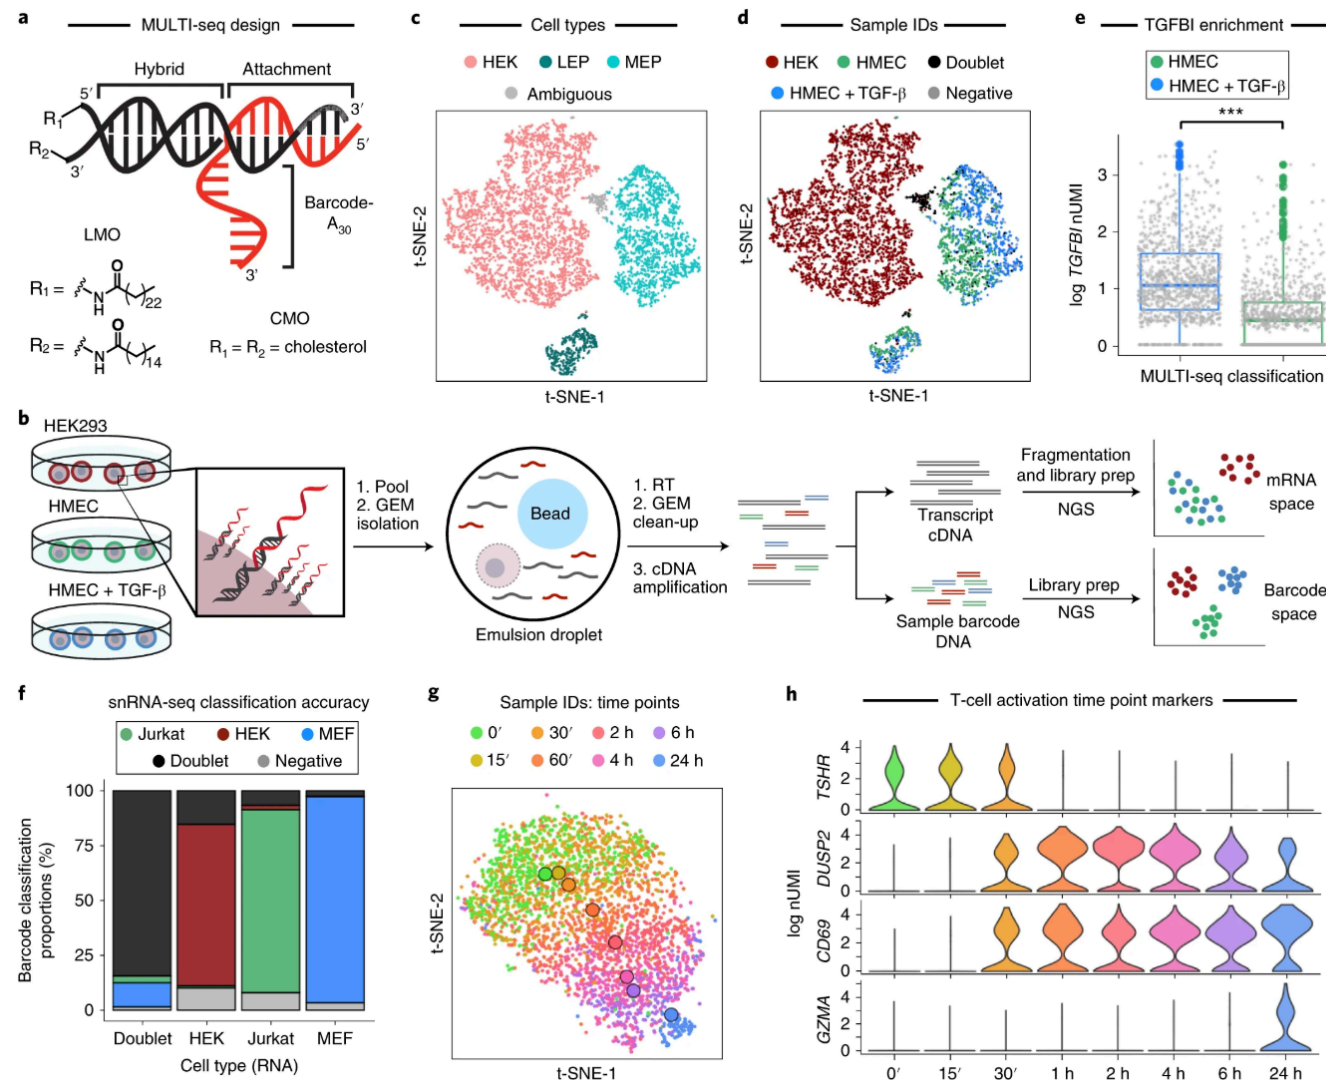 a
MULTI-seq design
Hybrid
Attachment
5′
3′
R1
R2
5′
3′
Barcode-
A30
3′
LMO
R1 =
O
N
H
22
R2 =
O
N
H
14
CMO
R1 = R2 = cholesterol
c
Cell types
HEK LEP MEP
Ambiguous
t-SNE-2
t-SNE-1
d
Sample IDs
HEK HMEC Doublet
HMEC + TGF-β Negative
t-SNE-2
t-SNE-1
e
TGFBI enrichment
HMEC
HMEC + TGF-β
***
log TGFBI nUMI
3
2
1
0
MULTI-seq classification
b
HEK293
HMEC
HMEC + TGF-β
1. Pool
2. GEM
isolation
Bead
Emulsion droplet
1. RT
2. GEM
clean-up
3. cDNA
amplification
Transcript
cDNA
Sample barcode
DNA
Fragmentation
and library prep
NGS
Library prep
NGS
mRNA
space
Barcode
space
f
snRNA-seq classification accuracy
Jurkat HEK MEF
Doublet Negative
Barcode classification
proportions (%)
100
75
50
25
0
Doublet HEK Jurkat MEF
Cell type (RNA)
g
Sample IDs: time points
0′ 30′ 2 h 6 h
15′ 60′ 4 h 24 h
t-SNE-2
t-SNE-1
h
T-cell activation time point markers
log nUMI
TSHR
4
2
0
DUSP2
4
2
0
CD69
4
2
0
GZMA
4
2
0
0′ 15′ 30′ 1 h 2 h 4 h 6 h 24 h